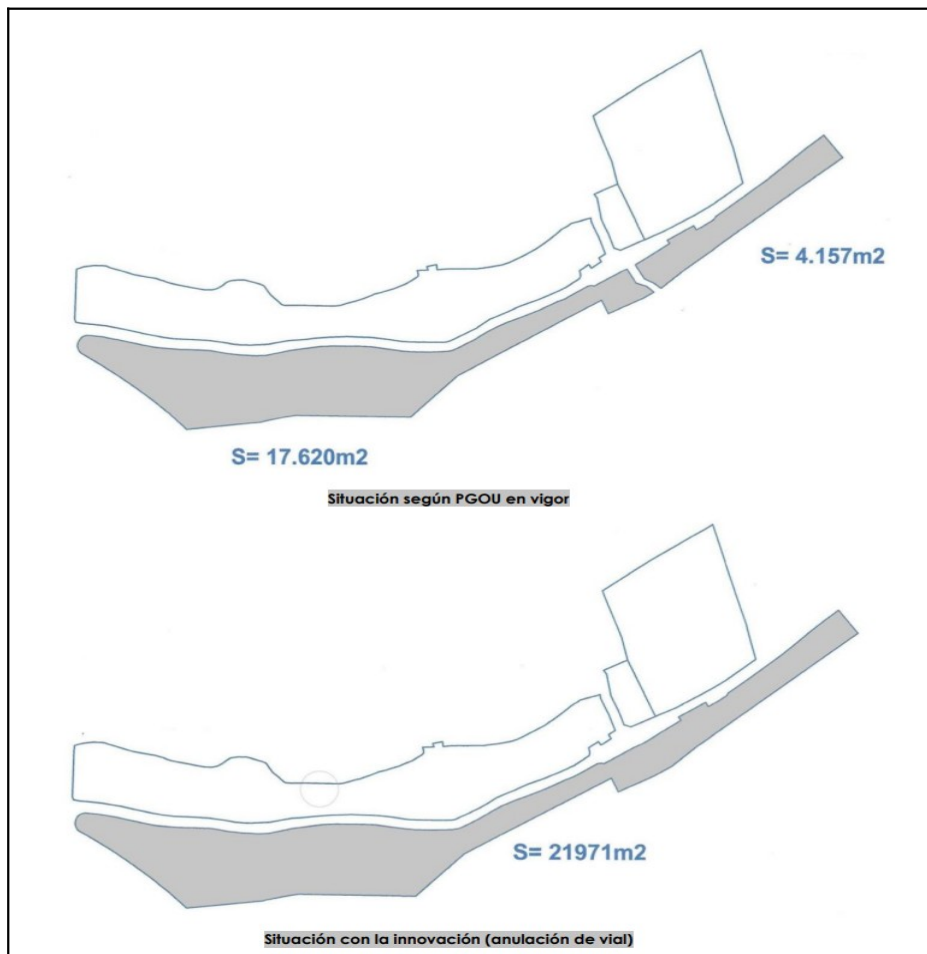 S= 4.157m2
S= 17.620m2
Situación según PGOU en vigor
S= 21971m2
Situación con la innovación (anulación de vial)